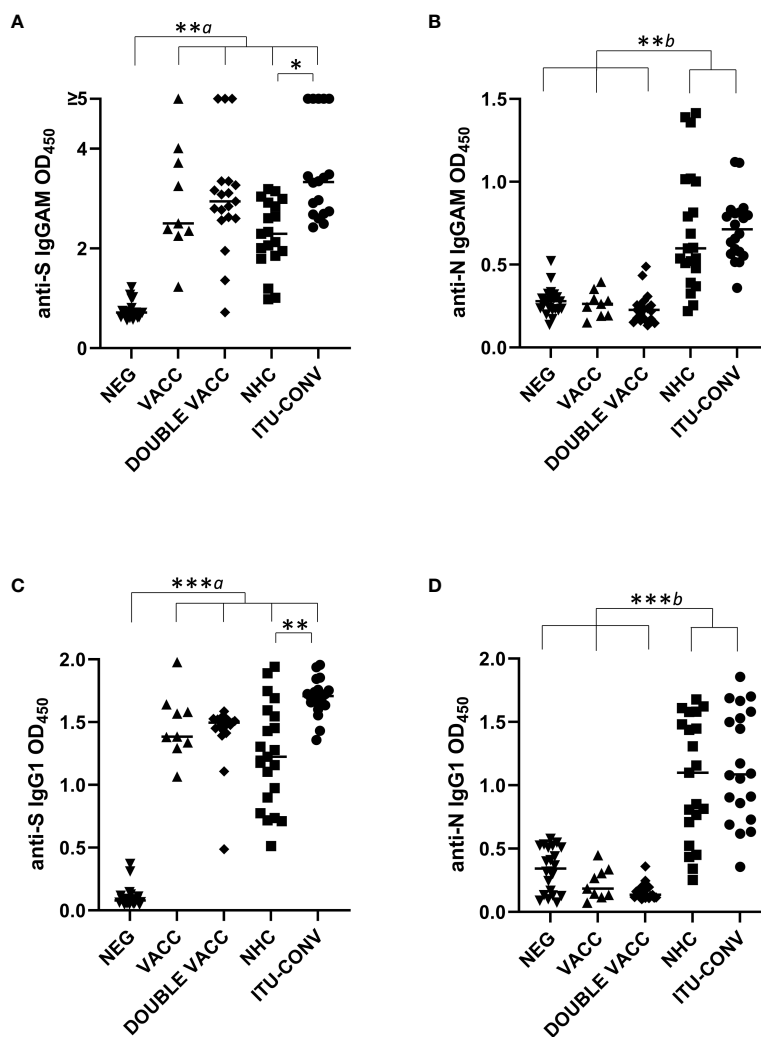 A
**a
*
≥5
4
2
0
anti-S IgGAM OD450
NEG
VACC
DOUBLE VACC
NHC
ITU-CONV
B
**b
1.5
1.0
0.5
0.0
anti-N IgGAM OD450
NEG
VACC
DOUBLE VACC
NHC
ITU-CONV
C
***a
**
2.0
1.5
1.0
0.5
0.0
anti-S IgG1 OD450
NEG
VACC
DOUBLE VACC
NHC
ITU-CONV
D
***b
2.0
1.5
1.0
0.5
0.0
anti-N IgG1 OD450
NEG
VACC
DOUBLE VACC
NHC
ITU-CONV